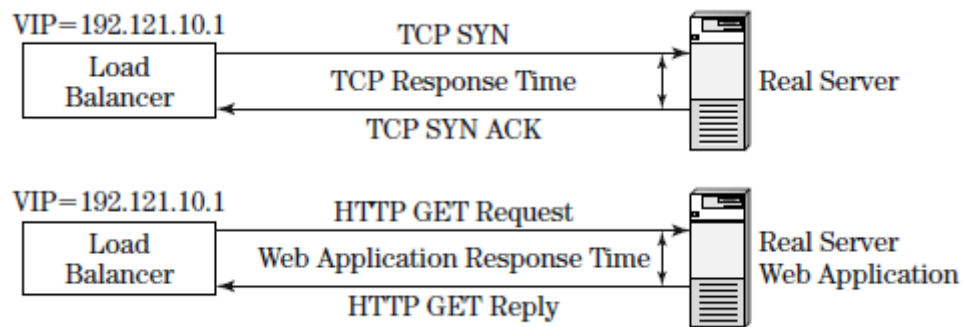 VIP=192.121.10.1
Load
Balancer
TCP SYN
TCP Response Time
TCP SYN ACK
Real Server
VIP=192.121.10.1
Load
Balancer
HTTP GET Request
Web Application Response Time
HTTP GET Reply
Real Server
Web Application